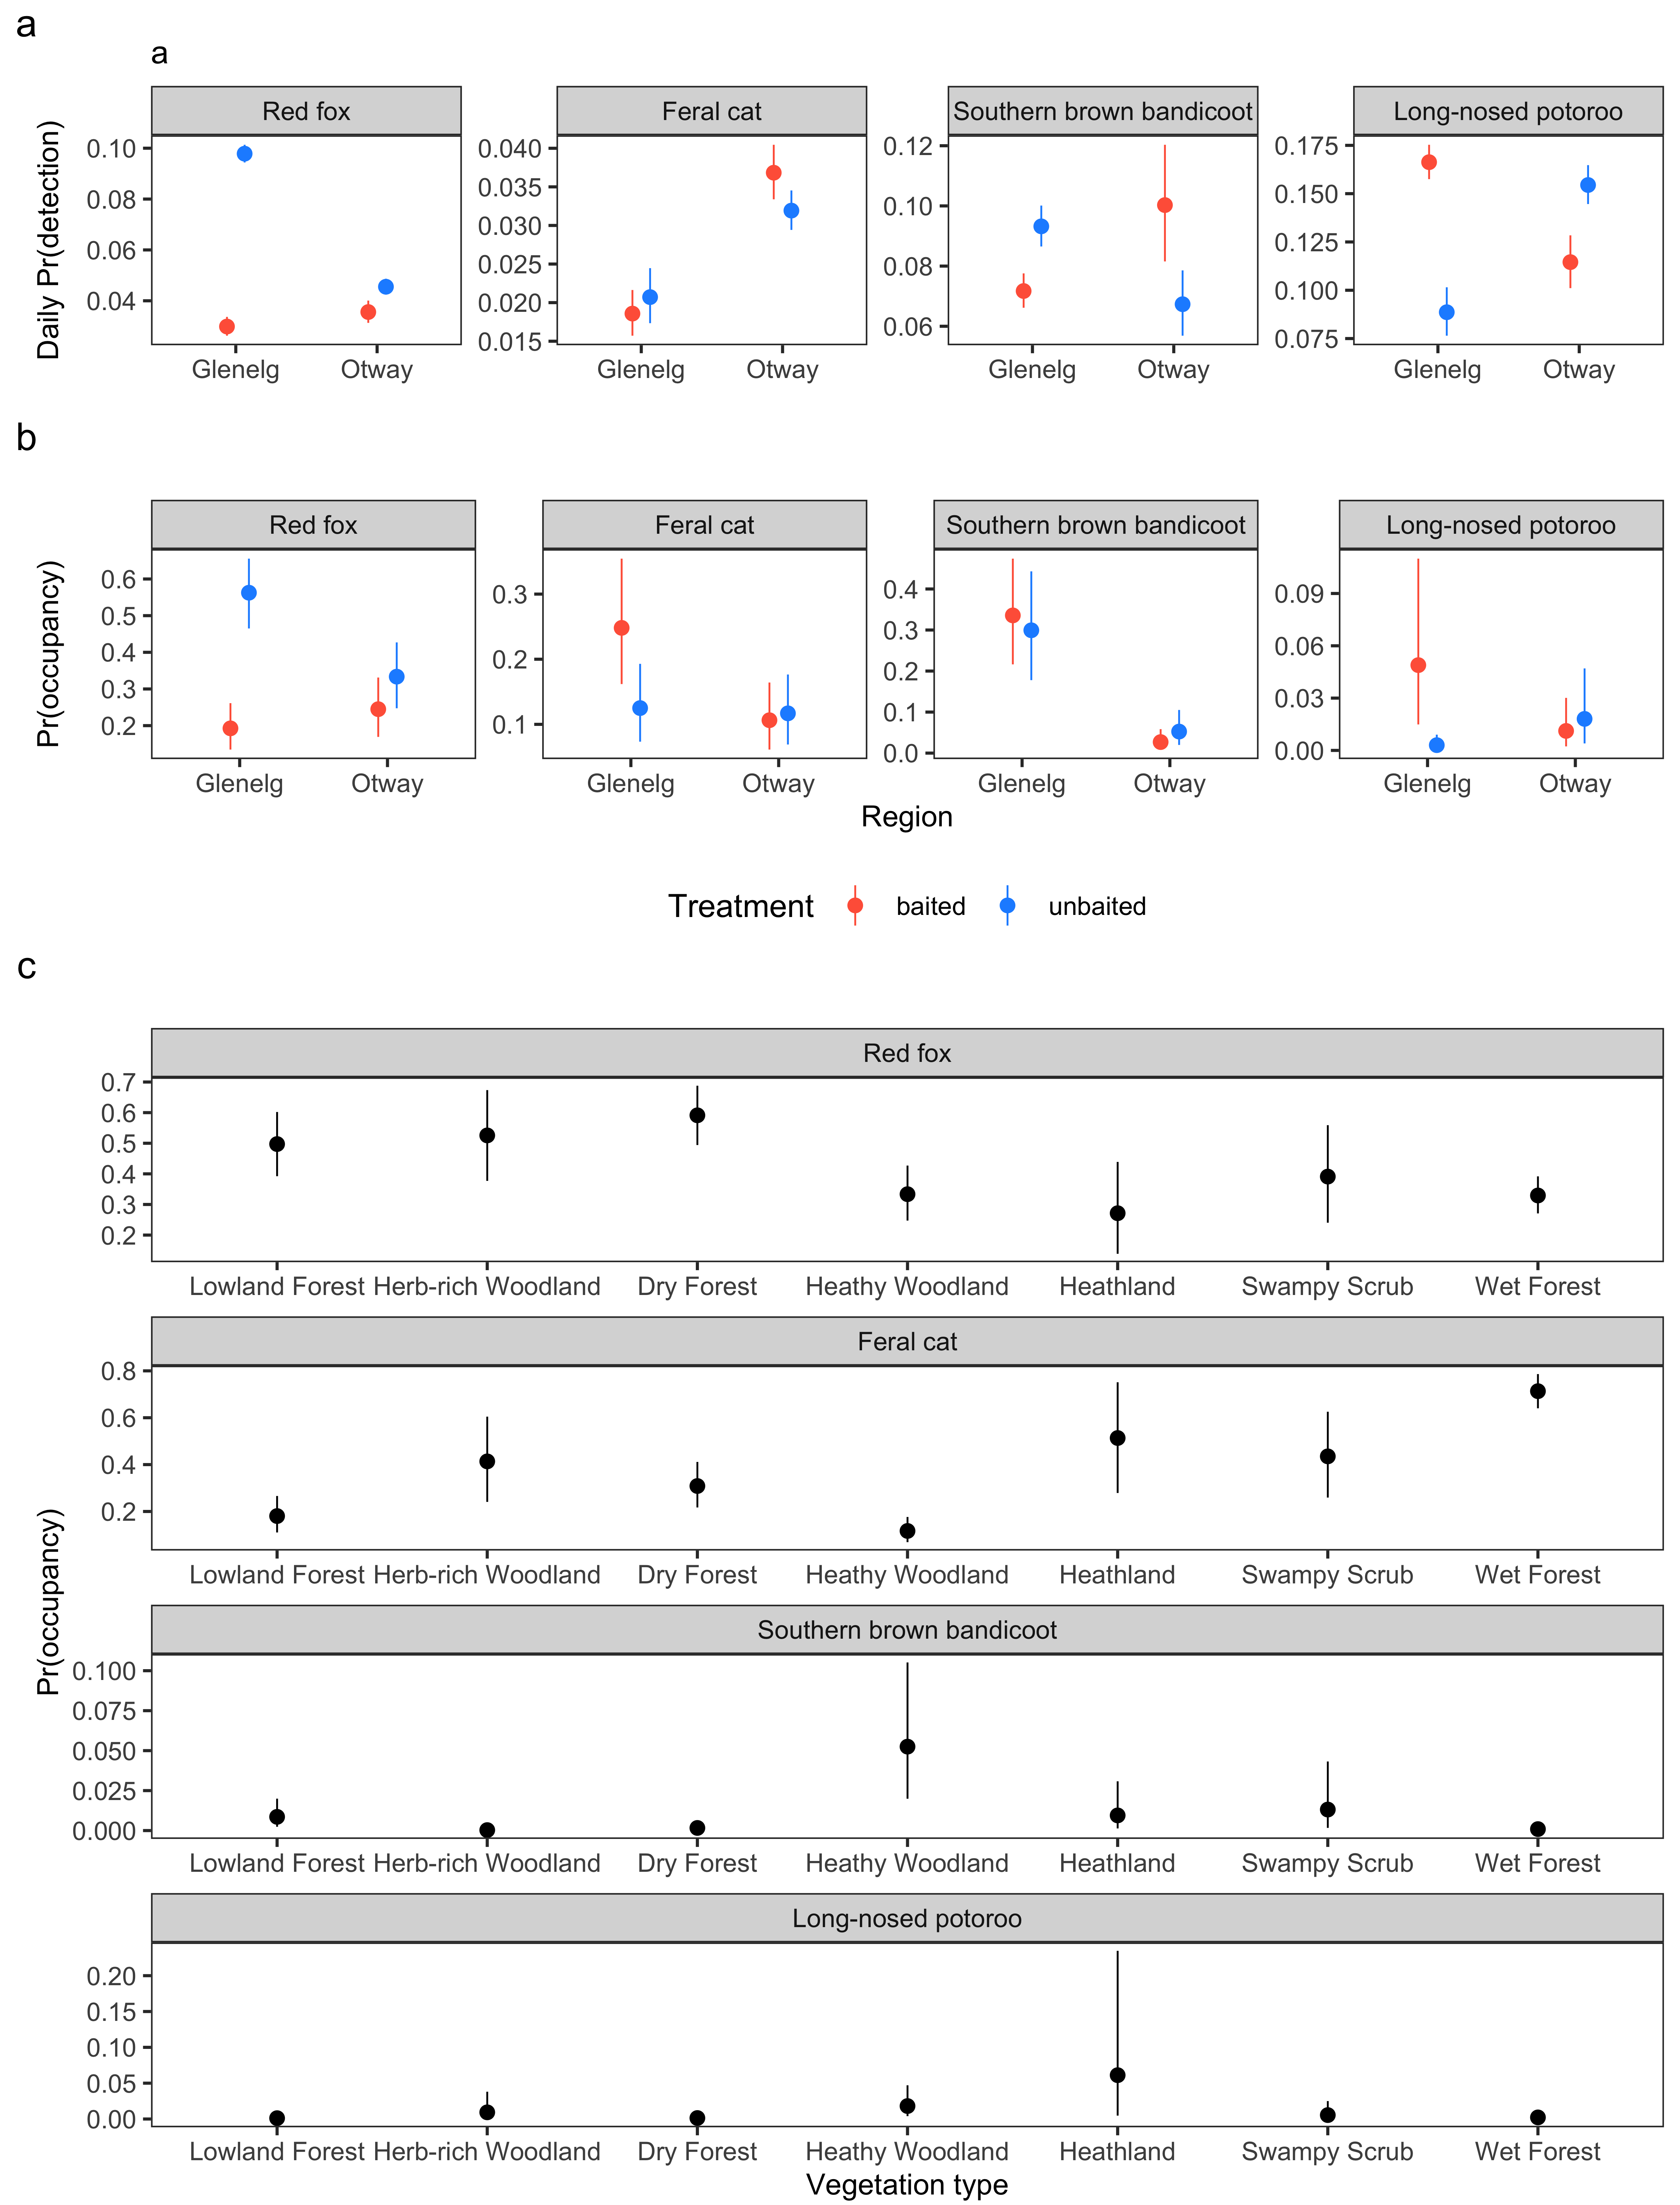 a
a
Red fox
Feral cat
Southern brown bandicoot
Long-nosed potoroo
Daily Pr(detection)
0.10
0.08
0.06
0.04
0.040
0.035
0.030
0.025
0.020
0.015
0.12
0.10
0.08
0.06
0.175
0.150
0.125
0.100
0.075
Glenelg Otway
Glenelg Otway
Glenelg Otway
Glenelg Otway
b
Red fox
Feral cat
Southern brown bandicoot
Long-nosed potoroo
Pr(occupancy)
0.6
0.5
0.4
0.3
0.2
0.3
0.2
0.1
0.4
0.3
0.2
0.1
0.0
0.09
0.06
0.03
0.00
Glenelg Otway
Glenelg Otway
Glenelg Otway
Glenelg Otway
Region
Treatment baited unbaited
c
Pr(occupancy)
Red fox
0.7
0.6
0.5
0.4
0.3
0.2
Lowland Forest Herb-rich Woodland Dry Forest Heathy Woodland Heathland Swampy Scrub Wet Forest
Feral cat
0.8
0.6
0.4
0.2
Lowland Forest Herb-rich Woodland Dry Forest Heathy Woodland Heathland Swampy Scrub Wet Forest
Southern brown bandicoot
0.100
0.075
0.050
0.025
0.000
Lowland Forest Herb-rich Woodland Dry Forest Heathy Woodland Heathland Swampy Scrub Wet Forest
Long-nosed potoroo
0.20
0.15
0.10
0.05
0.00
Lowland Forest Herb-rich Woodland Dry Forest Heathy Woodland Heathland Swampy Scrub Wet Forest
Vegetation type